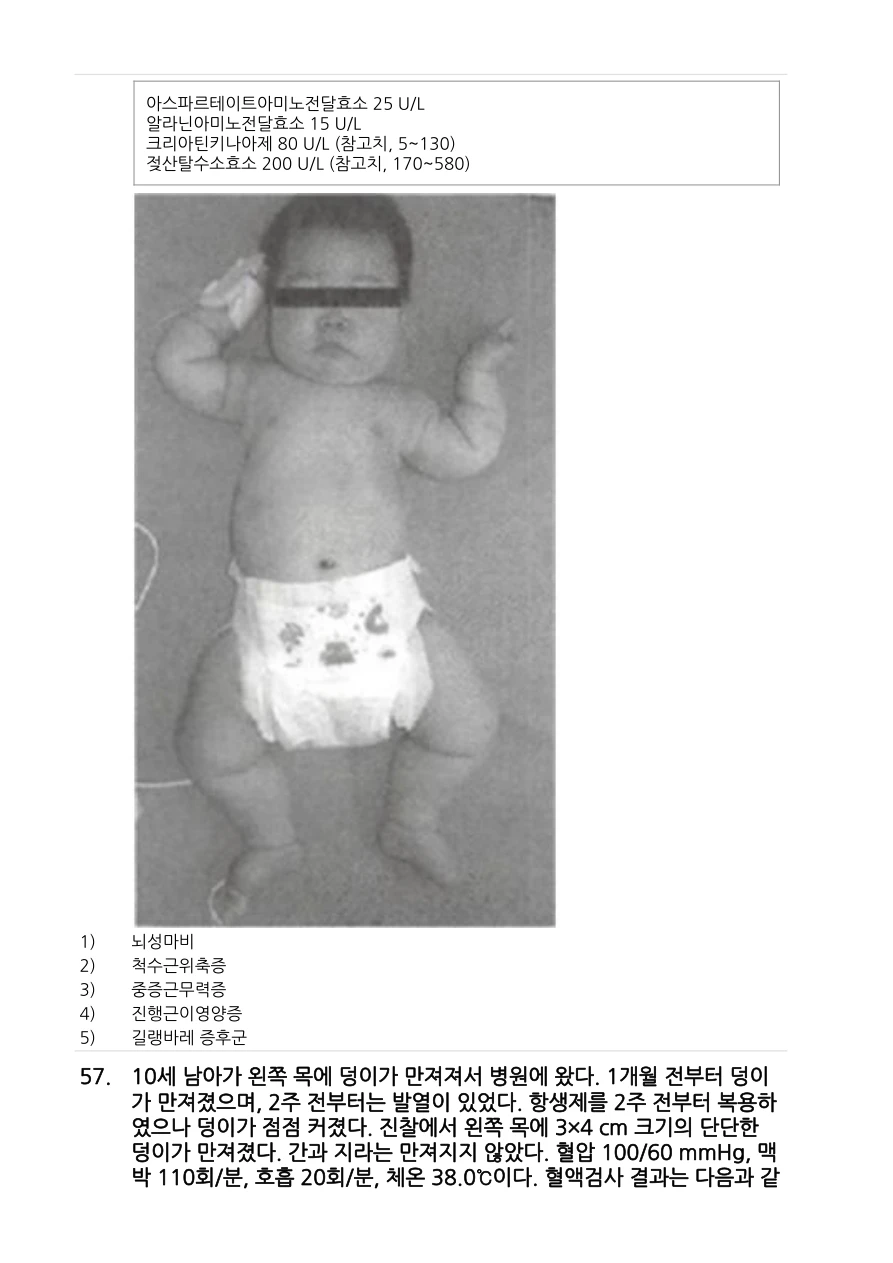 아스파르테이트아미노전달효소 25 U/L
알라닌아미노전달효소 15 U/L
크리아틴키나아제 80 U/L (참고치, 5~130)
젖산탈수소효소 200 U/L (참고치, 170~580)
1) 뇌성마비
2) 척수근위축증
3) 중증근무력증
4) 진행근이영양증
5) 길랭바레 증후군
57. 10세 남아가 왼쪽 목에 덩이가 만져져서 병원에 왔다. 1개월 전부터 덩이
가 만져졌으며, 2주 전부터는 발열이 있었다. 항생제를 2주 전부터 복용하
였으나 덩이가 점점 커졌다. 진찰에서 왼쪽 목에 3×4 cm 크기의 단단한
덩이가 만져졌다. 간과 지라는 만져지지 않았다. 혈압 100/60 mmHg, 맥
박 110회/분, 호흡 20회/분, 체온 38.0℃이다. 혈액검사 결과는 다음과 같